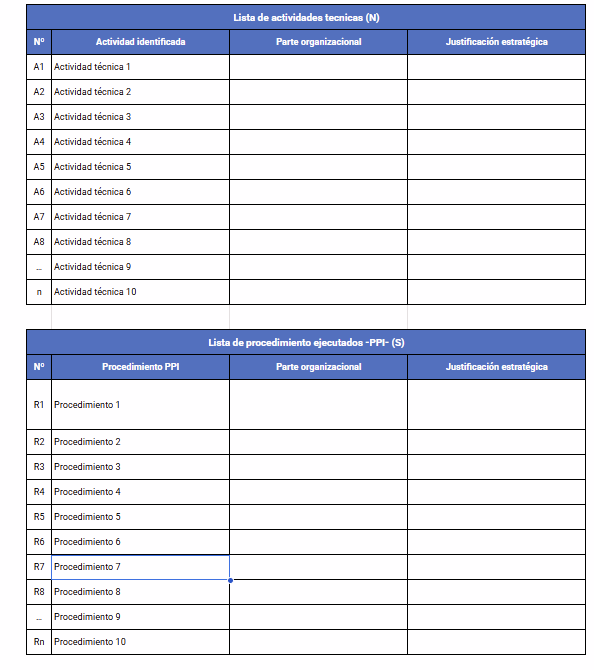 Lista de actividades tecnicas (N)
Nº Actividad identificada Parte organizacional Justificación estratégica
A1 Actividad técnica 1
A2 Actividad técnica 2
A3 Actividad técnica 3
A4 Actividad técnica 4
A5 Actividad técnica 5
A6 Actividad técnica 6
A7 Actividad técnica 7
A8 Actividad técnica 8
... Actividad técnica 9
n Actividad técnica 10
Lista de procedimiento ejecutados -PPI- (S)
Nº Procedimiento PPI Parte organizacional Justificación estratégica
R1 Procedimiento 1
R2 Procedimiento 2
R3 Procedimiento 3
R4 Procedimiento 4
R5 Procedimiento 5
R6 Procedimiento 6
R7 Procedimiento 7
R8 Procedimiento 8
... Procedimiento 9
Rn Procedimiento 10